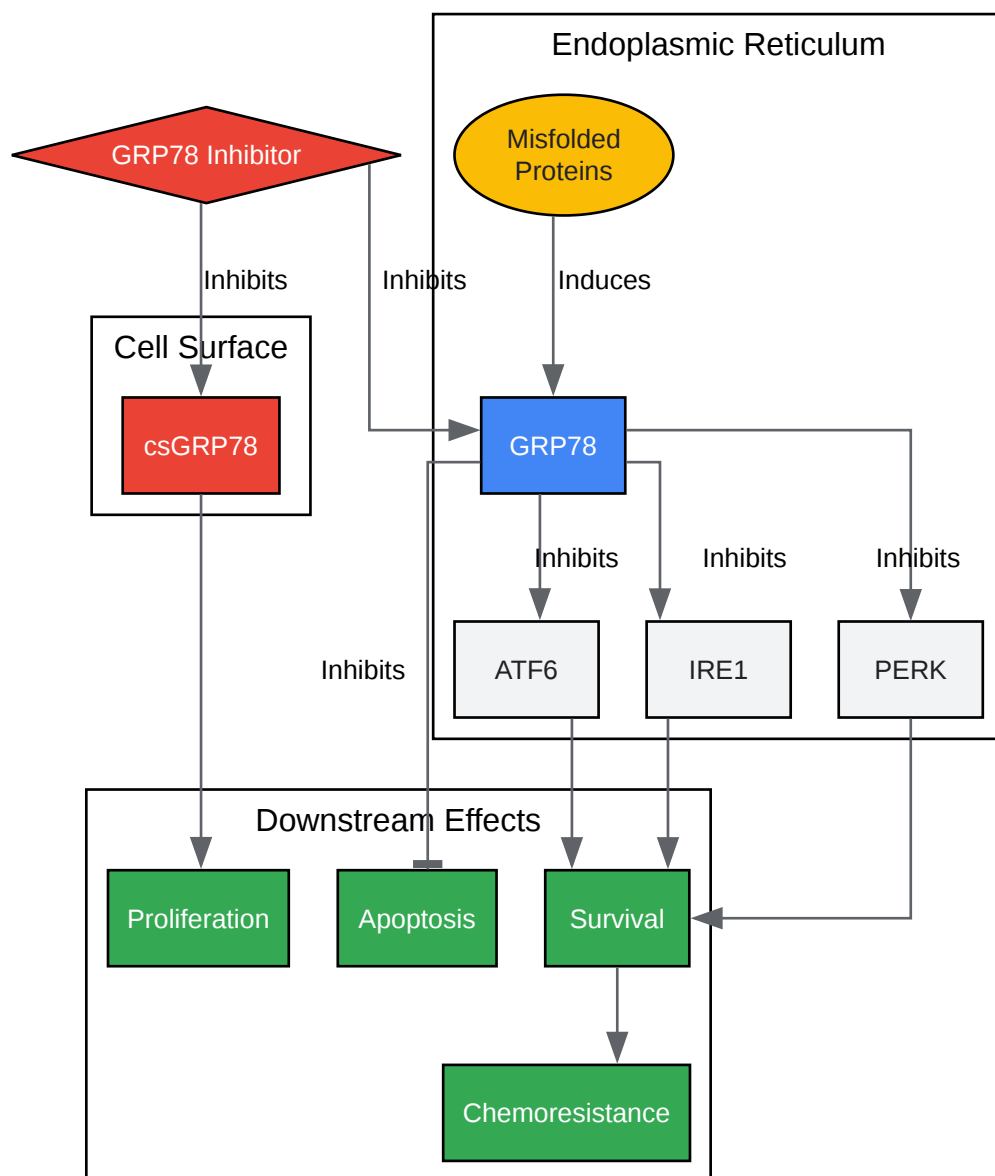 Endoplasmic Reticulum
GRP78 Inhibitor
Misfolded
Proteins
Inhibits
Inhibits
Induces
Cell Surface
csGRP78
GRP78
Inhibits
Inhibits
Inhibits
Inhibits
ATF6
IRE1
PERK
Downstream Effects
Proliferation
Apoptosis
Survival
Chemoresistance